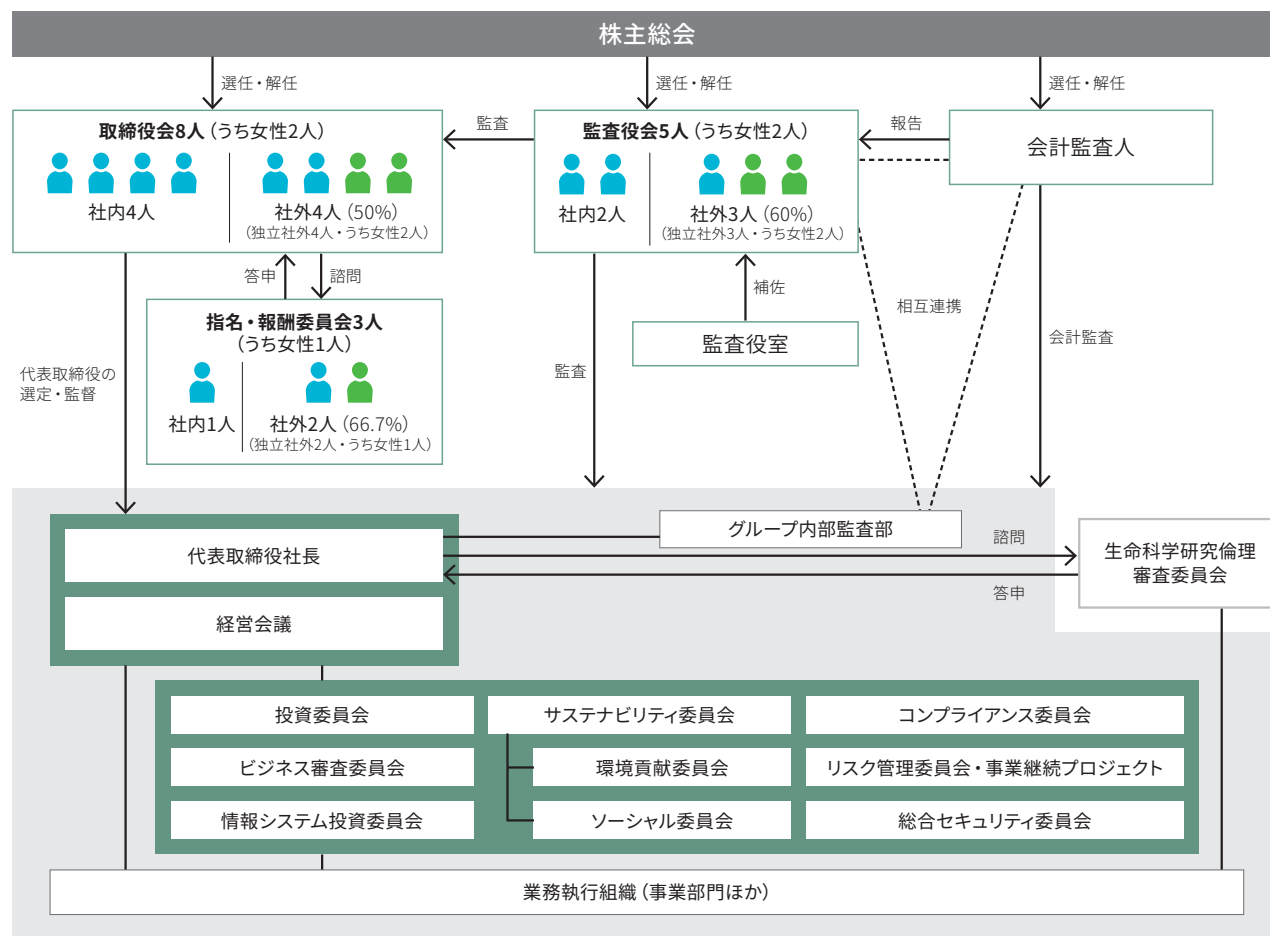 株主総会
選任・解任
選任・解任
選任・解任
取締役会8人（うち女性2人）
社内4人
社外4人（50%）
（独立社外4人・うち女性2人）
監査
監査役会5人（うち女性2人）
社内2人
社外3人（60%）
（独立社外3人・うち女性2人）
報告
会計監査人
答申
諮問
補佐
監査役室
相互連携
会計監査
指名・報酬委員会3人
（うち女性1人）
社内1人
社外2人（66.7%）
（独立社外2人・うち女性1人）
代表取締役の
選定・監督
監査
グループ内部監査部
代表取締役社長
経営会議
諮問
答申
生命科学研究倫理
審査委員会
投資委員会
サステナビリティ委員会
コンプライアンス委員会
ビジネス審査委員会
環境貢献委員会
リスク管理委員会・事業継続プロジェクト
情報システム投資委員会
ソーシャル委員会
総合セキュリティ委員会
業務執行組織（事業部門ほか）